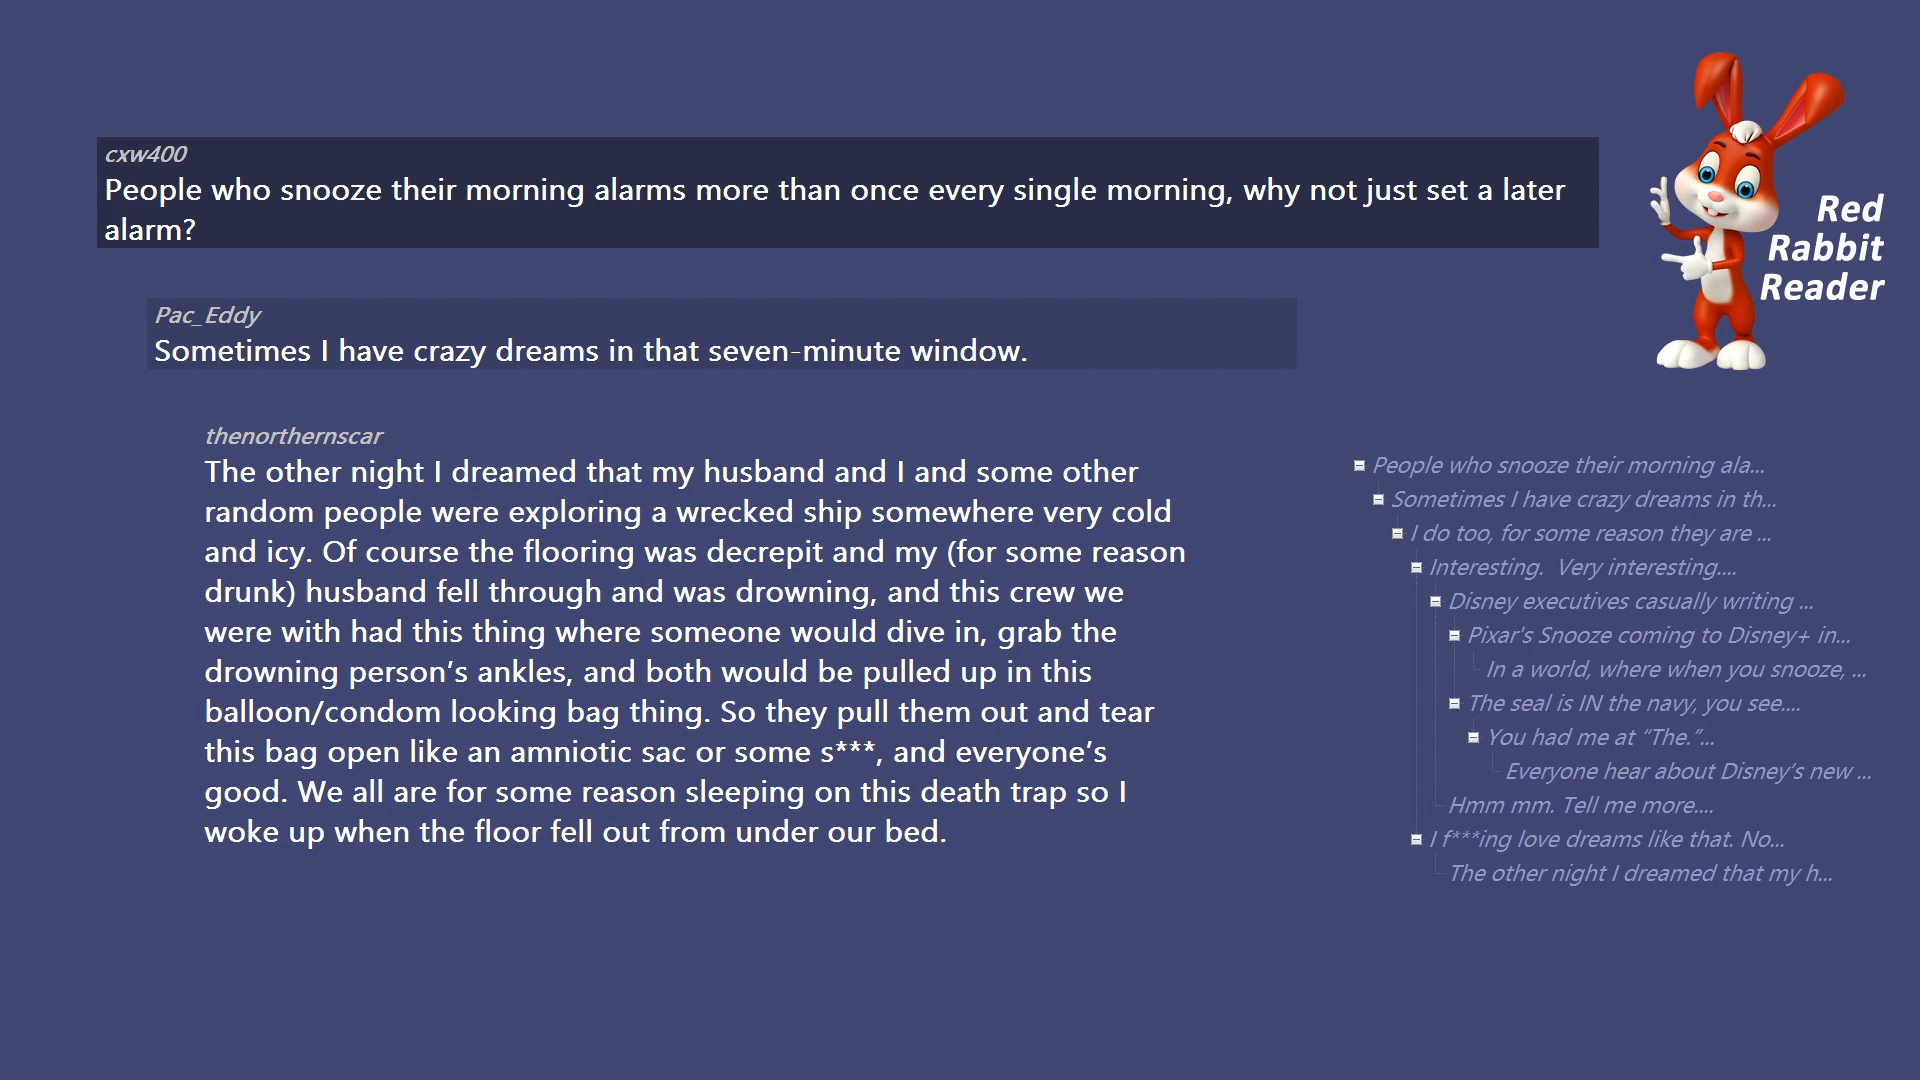 cxw400
People who snooze their morning alarms more than once every single morning, why not just set a later
alarm?
Pac_Eddy
Sometimes I have crazy dreams in that seven-minute window.
thenorthernscar
The other night I dreamed that my husband and I and some other
random people were exploring a wrecked ship somewhere very cold
and icy. Of course the flooring was decrepit and my (for some reason
drunk) husband fell through and was drowning, and this crew we
were with had this thing where someone would dive in, grab the
drowning person’s ankles, and both would be pulled up in this
balloon/condom looking bag thing. So they pull them out and tear
this bag open like an amniotic sac or some s***, and everyone’s
good. We all are for some reason sleeping on this death trap so I
woke up when the floor fell out from under our bed.
Red
Rabbit
Reader
People who snooze their morning ala...
Sometimes I have crazy dreams in th...
I do too, for some reason they are ...
Interesting.  Very interesting....
Disney executives casually writing ...
Pixar's Snooze coming to Disney+ in...
In a world, where when you snooze, ...
The seal is IN the navy, you see....
You had me at “The.”...
Everyone hear about Disney’s new ...
Hmm mm. Tell me more....
I f***ing love dreams like that. No...
The other night I dreamed that my h...